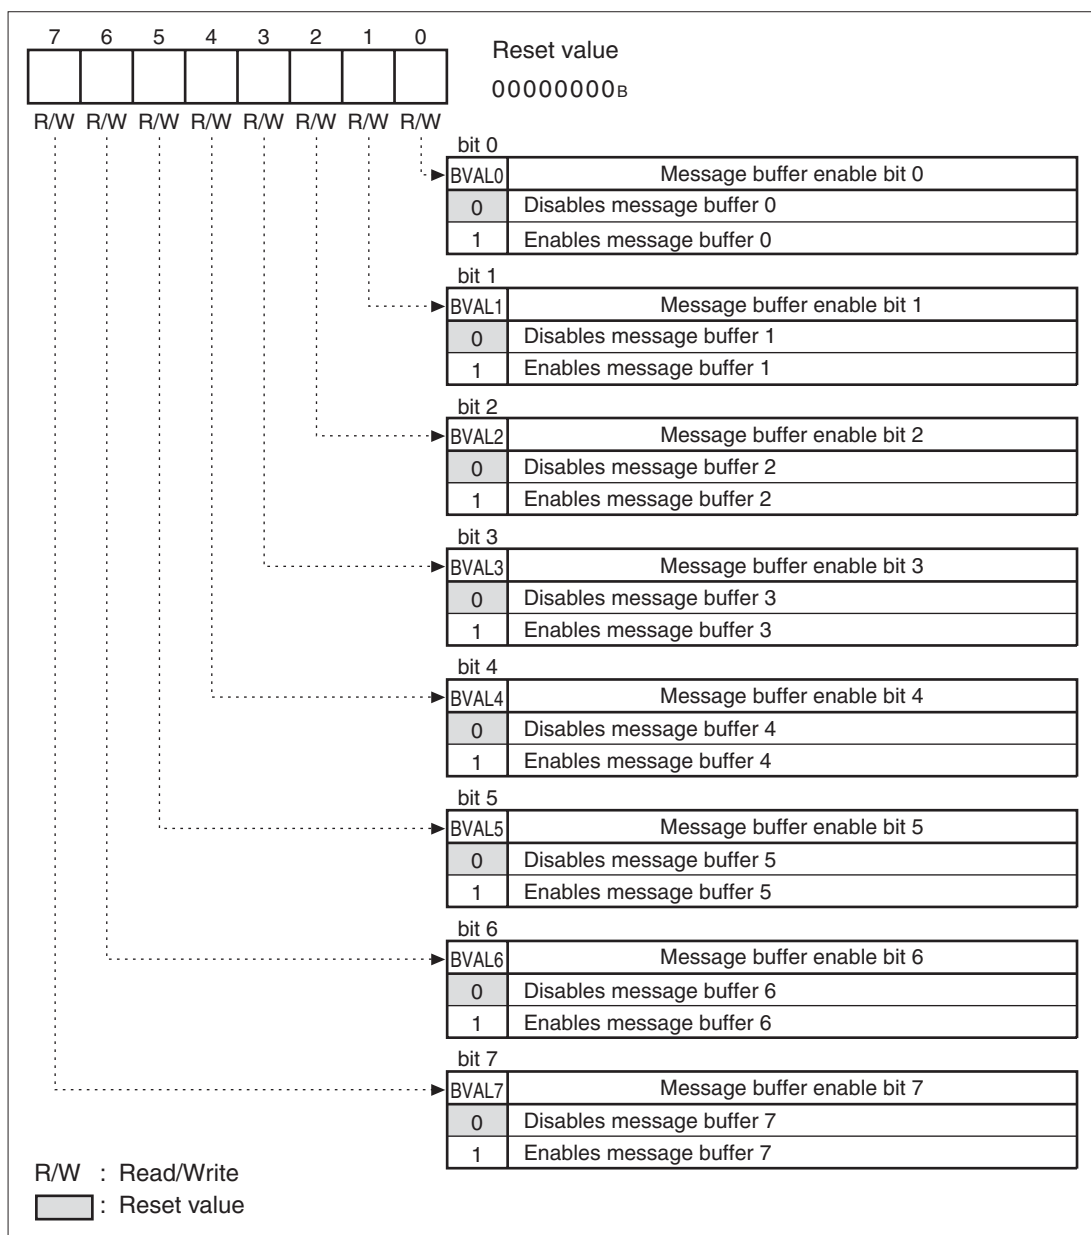 7 6 5 4 3 2 1 0
Reset value
00000000B
R/W R/W R/W R/W R/W R/W R/W R/W
bit 0
BVAL0 Message buffer enable bit 0
0 Disables message buffer 0
1 Enables message buffer 0
bit 1
BVAL1 Message buffer enable bit 1
0 Disables message buffer 1
1 Enables message buffer 1
bit 2
BVAL2 Message buffer enable bit 2
0 Disables message buffer 2
1 Enables message buffer 2
bit 3
BVAL3 Message buffer enable bit 3
0 Disables message buffer 3
1 Enables message buffer 3
bit 4
BVAL4 Message buffer enable bit 4
0 Disables message buffer 4
1 Enables message buffer 4
bit 5
BVAL5 Message buffer enable bit 5
0 Disables message buffer 5
1 Enables message buffer 5
bit 6
BVAL6 Message buffer enable bit 6
0 Disables message buffer 6
1 Enables message buffer 6
bit 7
BVAL7 Message buffer enable bit 7
0 Disables message buffer 7
1 Enables message buffer 7
R/W : Read/Write
: Reset value